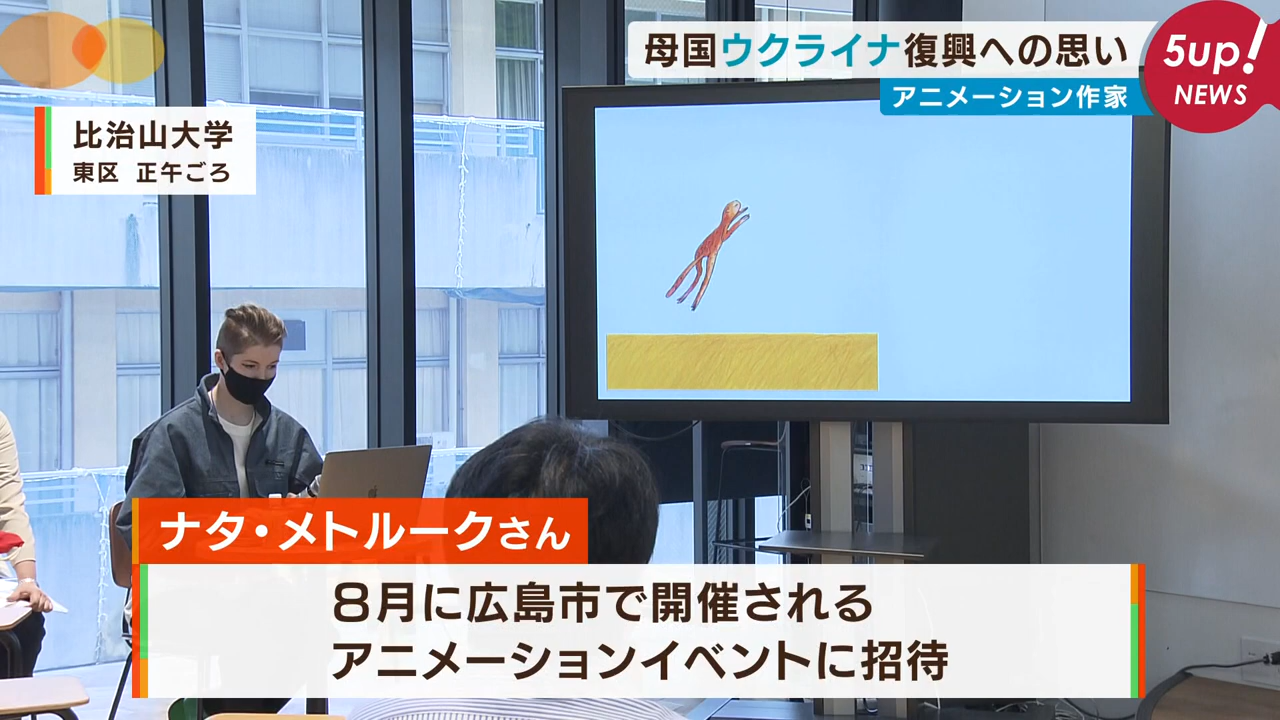 母国ウクライナ復興への思い
アニメーション作家
5up!
NEWS
比治山大学
東区 正午ごろ
ナタ・メトルークさん
8月に広島市で開催される
アニメーションイベントに招待